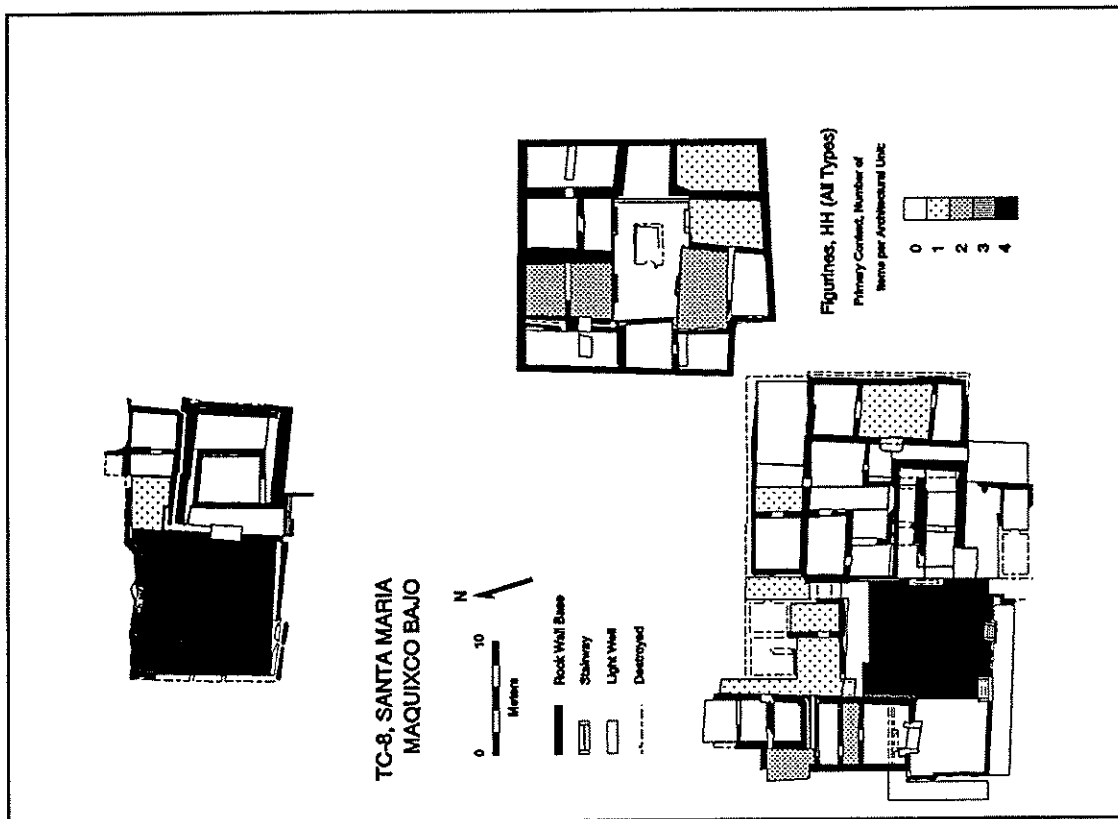 TC-8, SANTA MARIA
MAQUIXCO BAJO
N
0 10
Meters
Rock Wall Base
Stairway
Light Well
Destroyed
Figurines, HH (All Types)
Primary Context, Number of
Items per Architectural Unit:
0
1
2
3
4